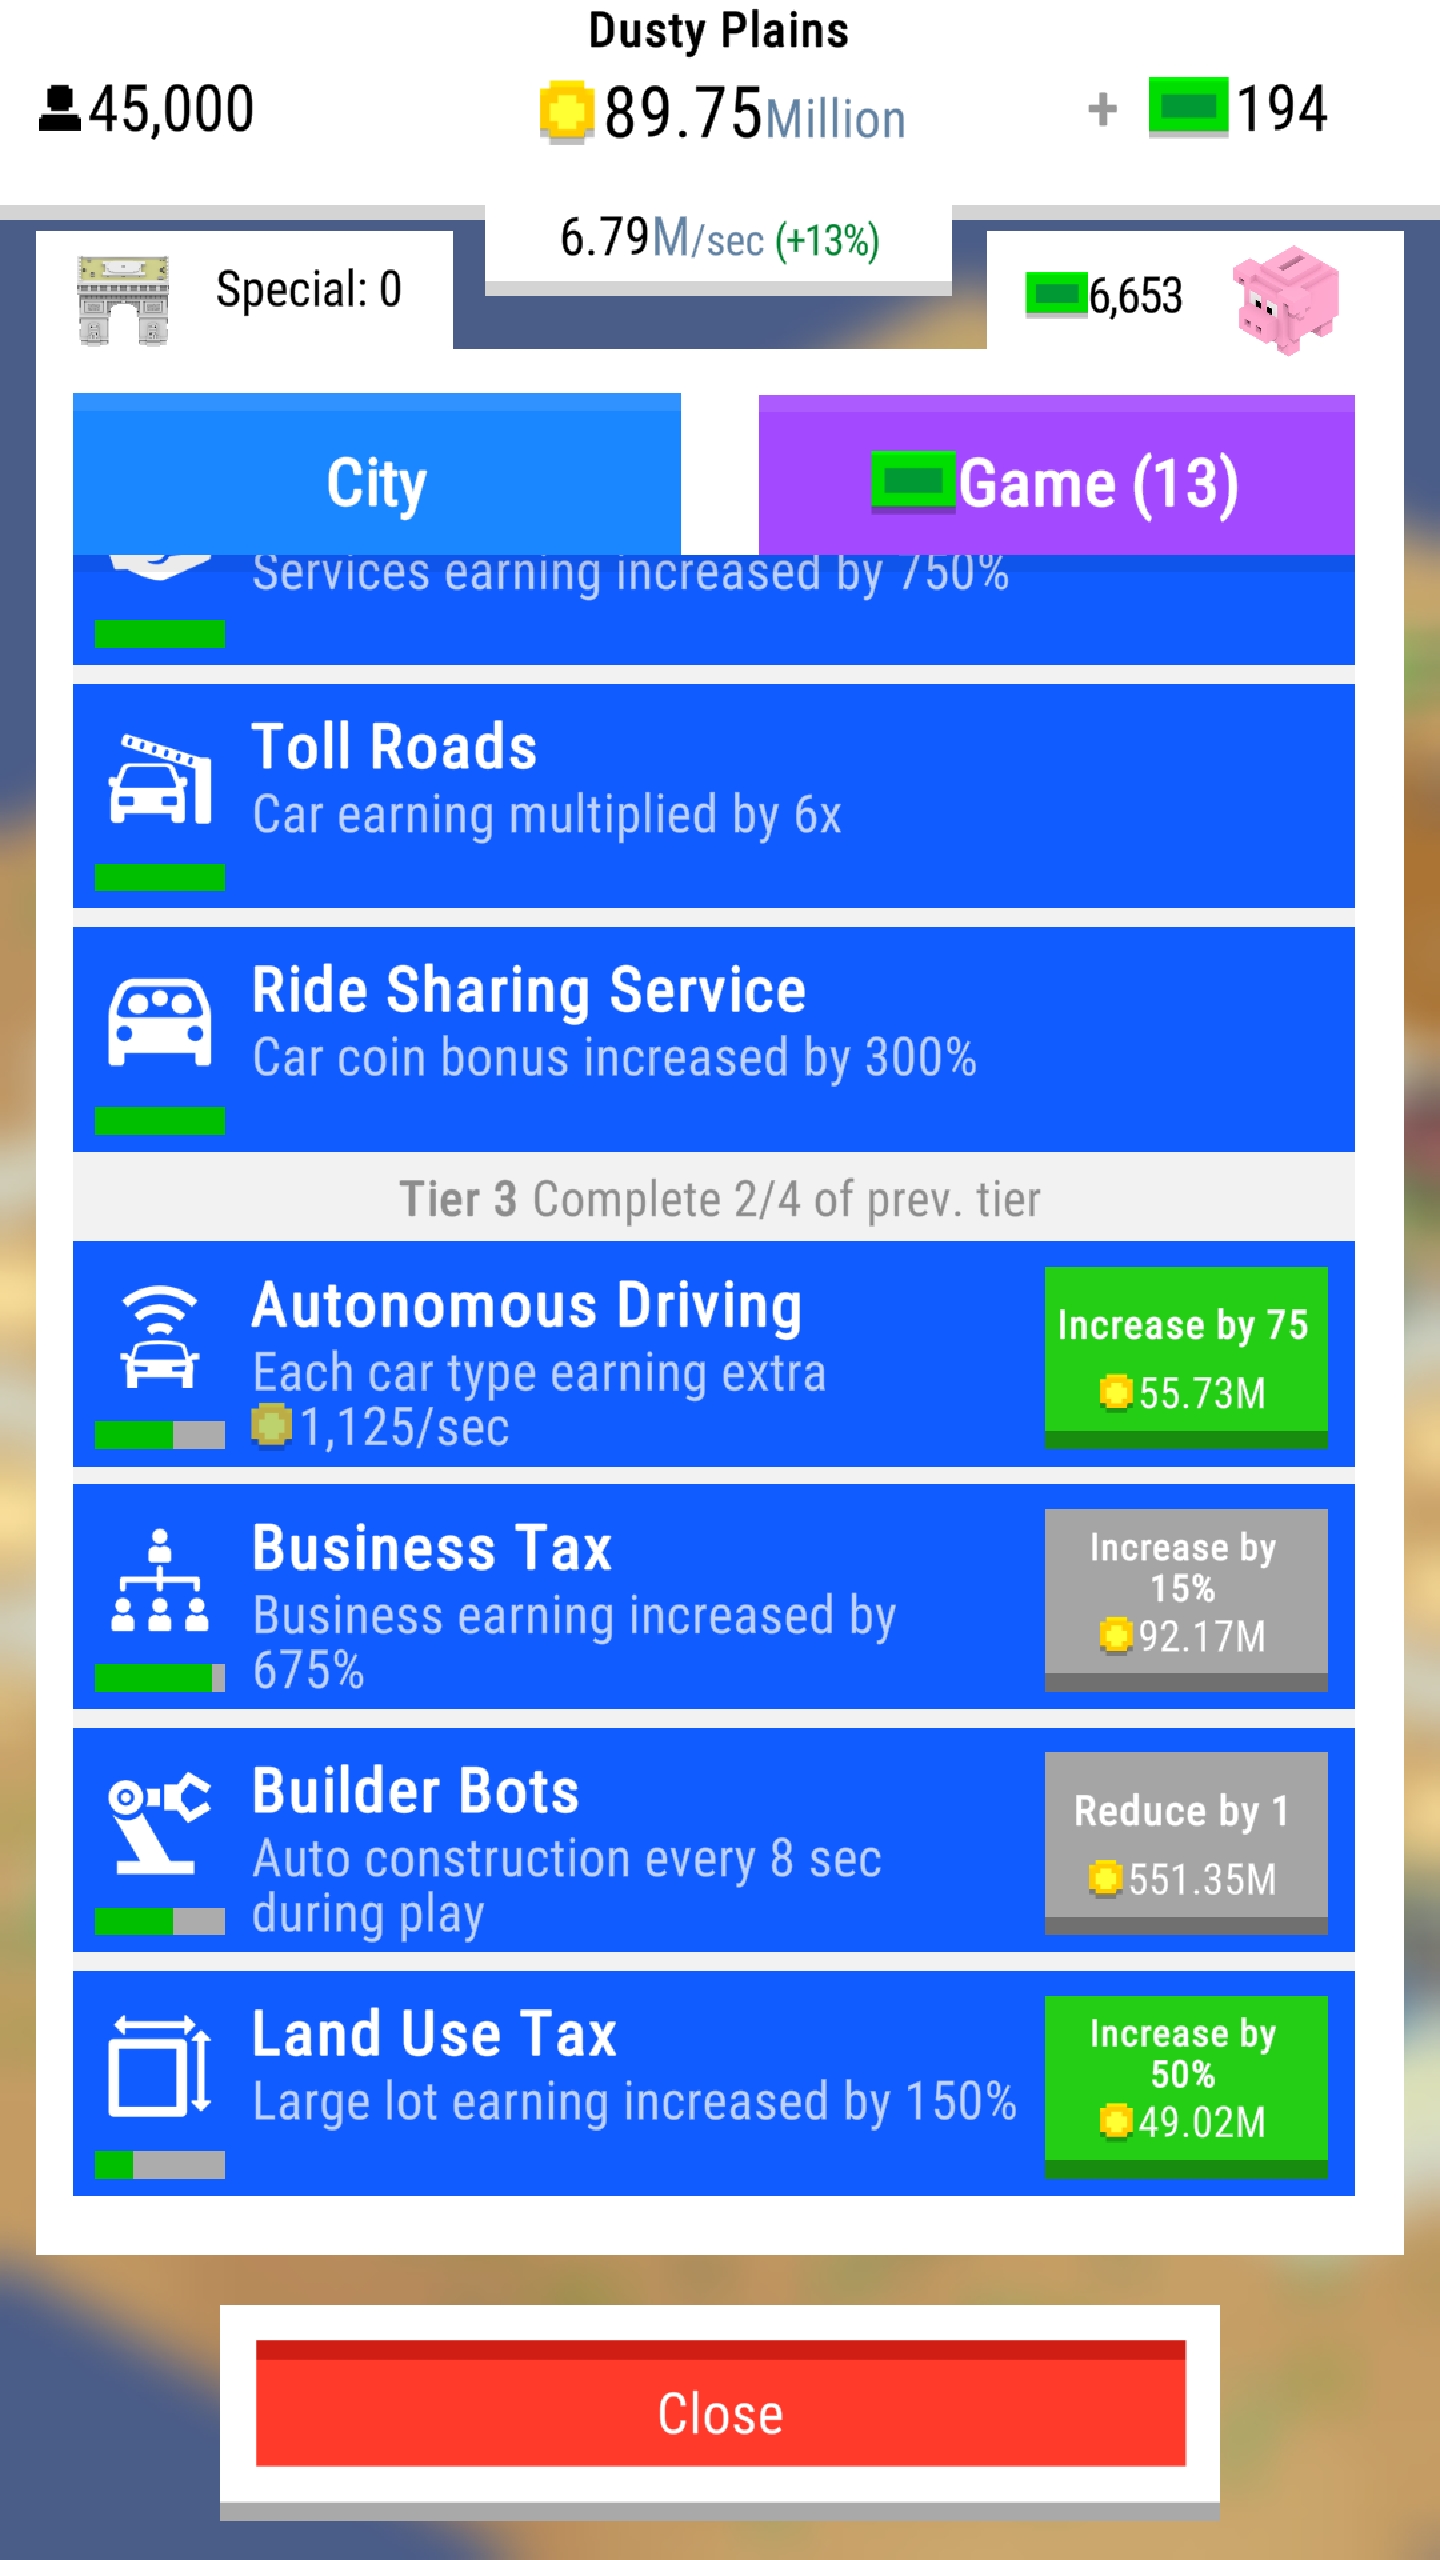 Dusty Plains
45,000
89.75Million
+ 194
6.79M/sec (+13%)
Special: 0
6,653
City
Game (13)
Services earning increased by 750%
Toll Roads
Car earning multiplied by 6x
Ride Sharing Service
Car coin bonus increased by 300%
Tier 3 Complete 2/4 of prev. tier
Autonomous Driving
Each car type earning extra
1,125/sec
Increase by 75
55.73M
Business Tax
Business earning increased by
675%
Increase by
15%
92.17M
Builder Bots
Auto construction every 8 sec
during play
Reduce by 1
551.35M
Land Use Tax
Large lot earning increased by 150%
Increase by
50%
49.02M
Close